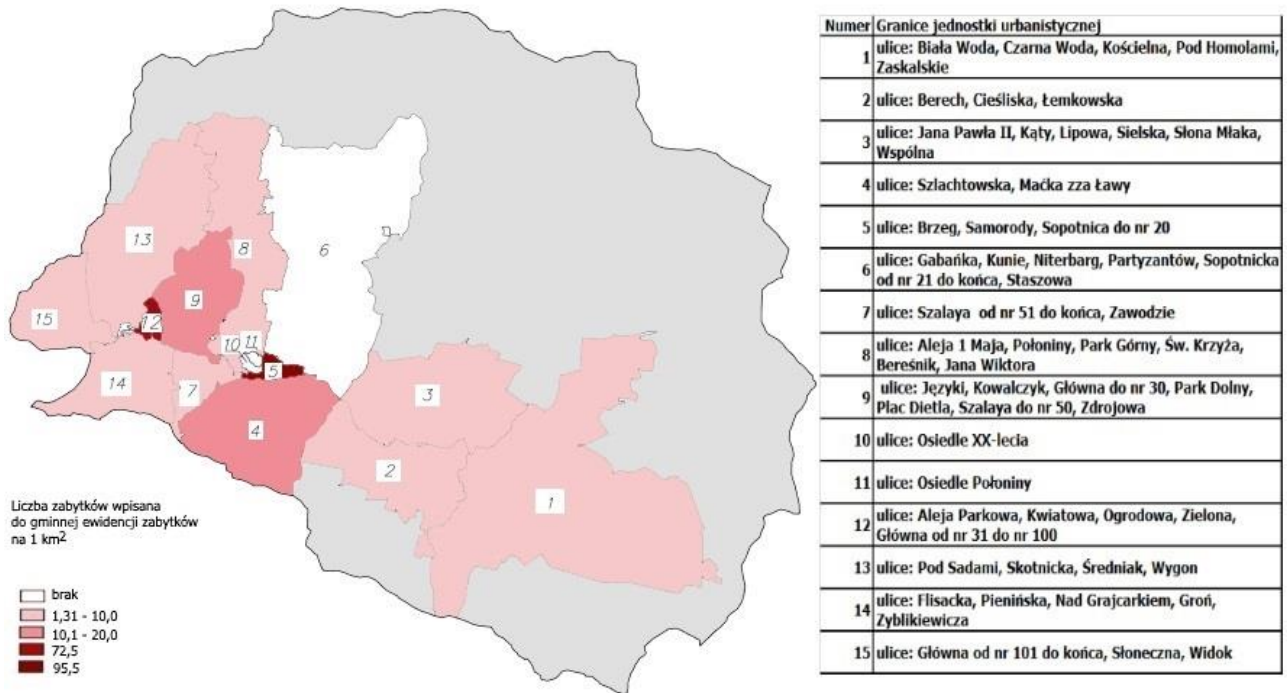 13
8
6
9
15
12
10
11
5
14
7
3
4
2
1
Liczba zabytków wpisana
do gminnej ewidencji zabytków
na 1 km2
brak
1,31 - 10,0
10,1 - 20,0
72,5
95,5
Numer Granice jednostki urbanistycznej
1 ulice: Biała Woda, Czarna Woda, Kościelna, Pod Homolami,
Zaskalskie
2 ulice: Berech, Cieśliska, Łemkowska
3 ulice: Jana Pawła II, Kąty, Lipowa, Sielska, Słona Młaka,
Wspólna
4 ulice: Szlachtowska, Maćka zza Ławy
5 ulice: Brzeg, Samorody, Sopotnica do nr 20
6 ulice: Gabańka, Kunie, Niterbarg, Partyzantów, Sopotnicka
od nr 21 do końca, Staszowa
7 ulice: Szalaya od nr 51 do końca, Zawodzie
8 ulice: Aleja 1 Maja, Połoniny, Park Górny, Św. Krzyża,
Bereśnik, Jana Wiktora
9 ulice: Języki, Kowalczyk, Główna do nr 30, Park Dolny,
Plac Dietla, Szalaya do nr 50, Zdrojowa
10 ulice: Osiedle XX-lecia
11 ulice: Osiedle Połoniny
12 ulice: Aleja Parkowa, Kwiatowa, Ogrodowa, Zielona,
Główna od nr 31 do nr 100
13 ulice: Pod Sadami, Skotnicka, Średniak, Wygon
14 ulice: Flisacka, Pienińska, Nad Grajcarkiem, Groń,
Zyblikiewicza
15 ulice: Główna od nr 101 do końca, Słoneczna, Widok